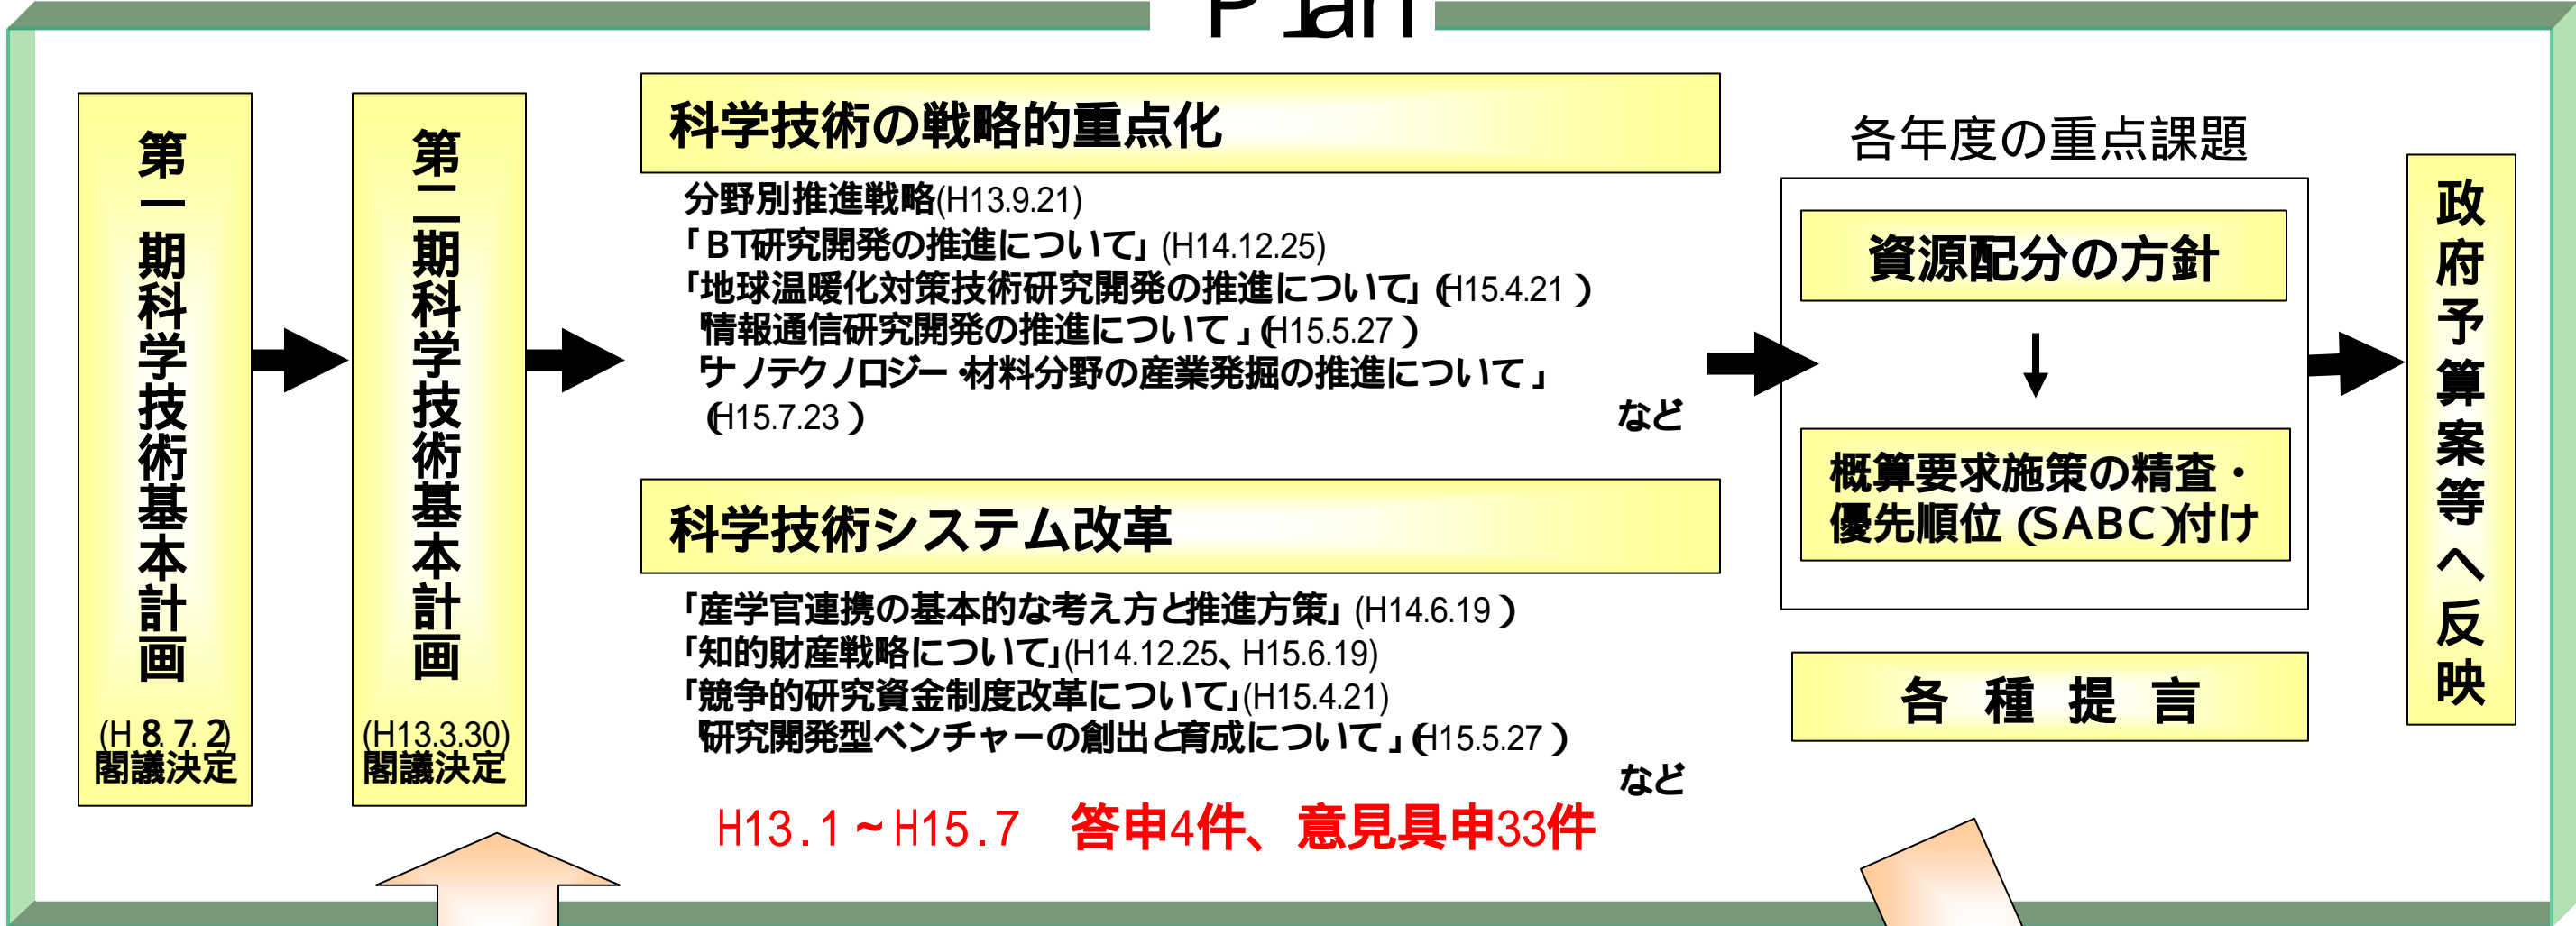 Plan
第一期科学技術基本計画
(H 8. 7. 2)
閣議決定
第二期科学技術基本計画
(H13.3.30)
閣議決定
科学技術の戦略的重点化
分野別推進戦略(H13.9.21)
「BT研究開発の推進について」(H14.12.25)
「地球温暖化対策技術研究開発の推進について」(H15.4.21)
「情報通信研究開発の推進について」(H15.5.27)
「ナノテクノロジー・材料分野の産業発掘の推進について」
(H15.7.23)
など
科学技術システム改革
「産学官連携の基本的な考え方と推進方策」(H14.6.19)
「知的財産戦略について」(H14.12.25、H15.6.19)
「競争的研究資金制度改革について」(H15.4.21)
「研究開発型ベンチャーの創出と育成について」(H15.5.27)
など
H13.1~H15.7 答申4件、意見具申33件
各年度の重点課題
資源配分の方針
概算要求施策の精査・
優先順位(SABC)付け
各種提言
政府予算案等へ反映